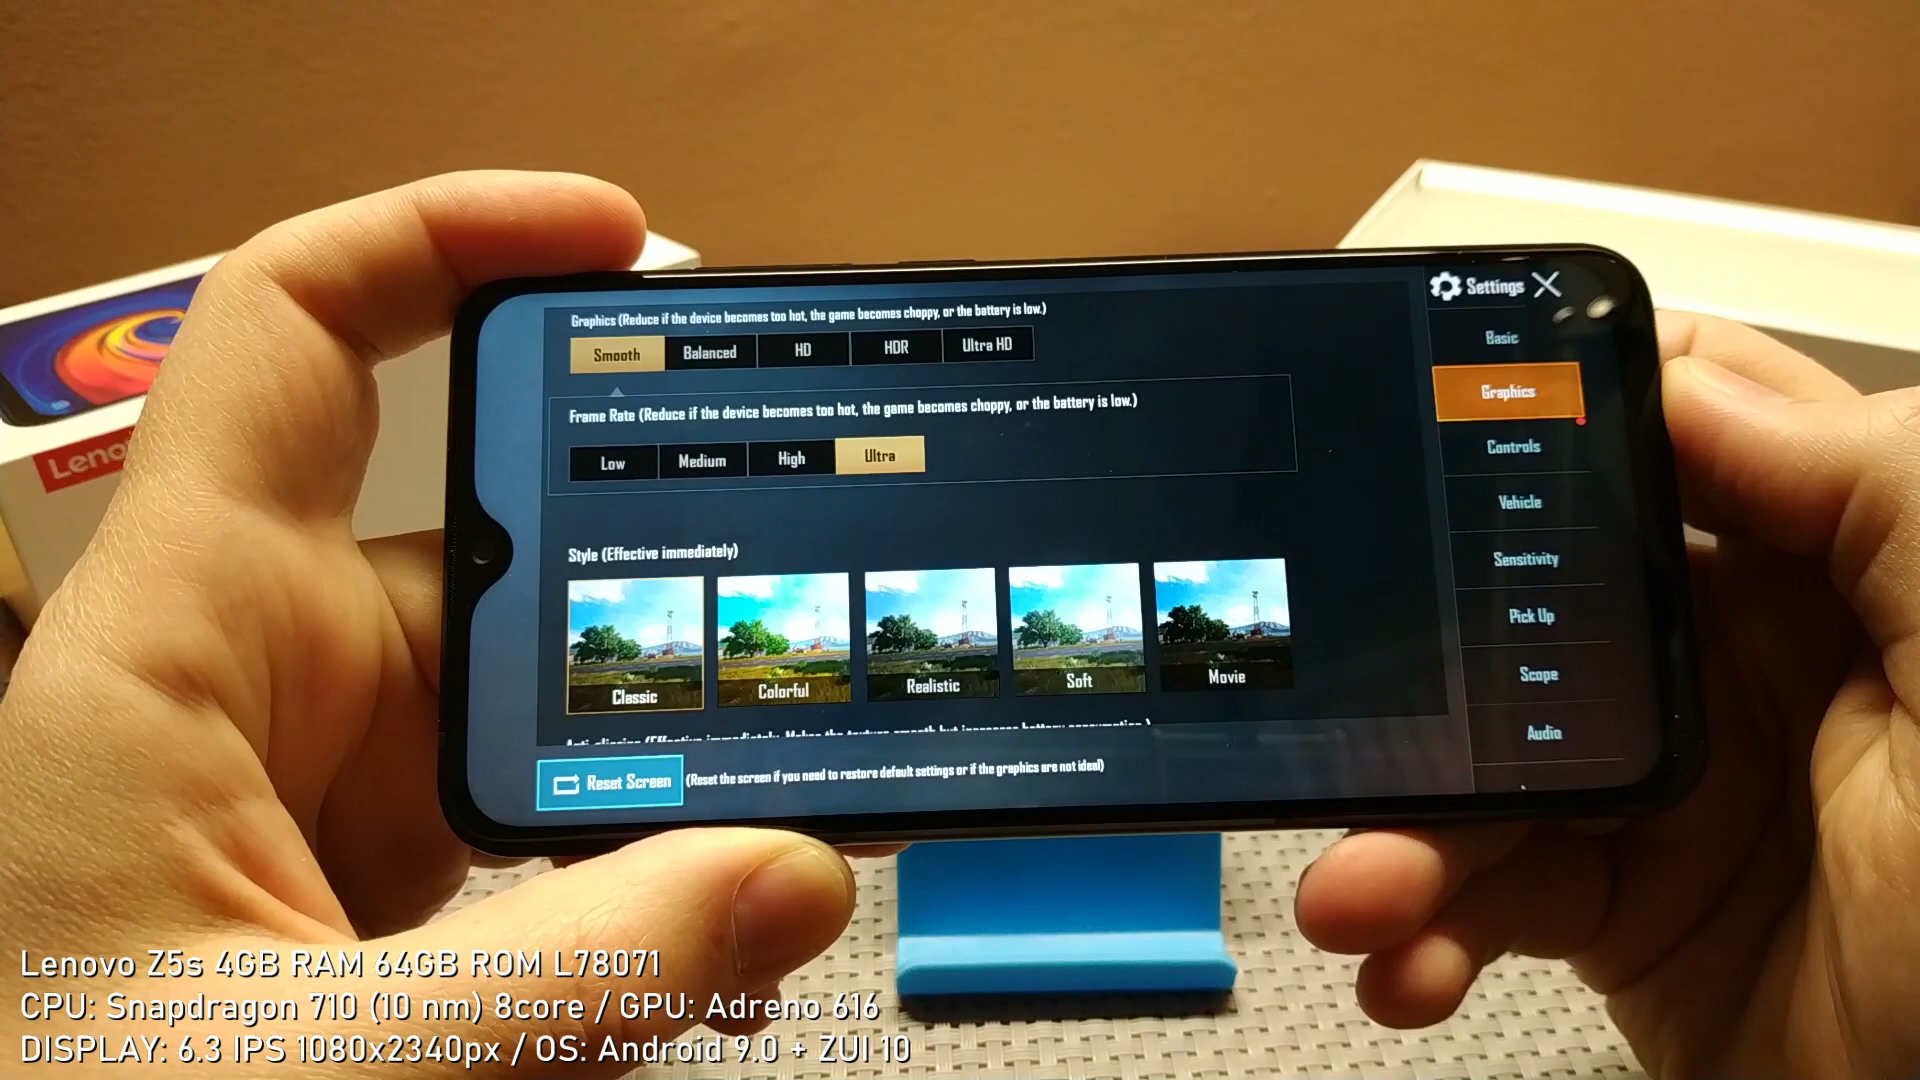 Graphics (Reduce if the device becomes too hot, the game becomes choppy, or the battery is low.)
Smooth Balanced HD HDR Ultra HD
Frame Rate (Reduce if the device becomes too hot, the game becomes choppy, or the battery is low.)
Low Medium High Ultra
Style (Effective immediately)
Classic Colorful Realistic Soft Movie
Reset Screen (Reset the screen if you need to restore default settings or if the graphics are not ideal)
Settings
Basic
Graphics
Controls
Vehicle
Sensitivity
Pick Up
Scope
Audio
Leno
Lenovo Z5s 4GB RAM 64GB ROM L78071
CPU: Snapdragon 710 (10 nm) 8core / GPU: Adreno 616
DISPLAY: 6.3 IPS 1080x2340px / OS: Android 9.0 + ZUI 10